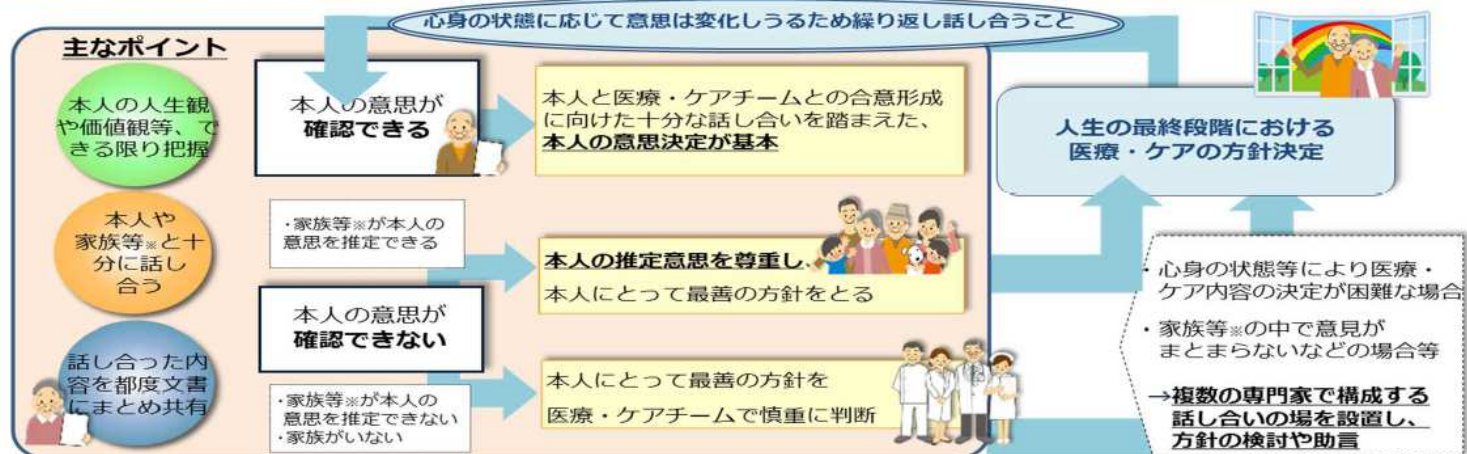 心身の状態に応じて意思は変化しうるため繰り返し話し合うこと
主なポイント
本人の人生観
や価値観等、で
きる限り把握
本人や
家族等※と十
分に話し
合う
話し合った内
容を都度文書
にまとめ共有
本人の意思が
確認できる
本人と医療・ケアチームとの合意形成
に向けた十分な話し合いを踏まえた、
本人の意思決定が基本
・家族等※が本人の
意思を推定できる
本人の推定意思を尊重し、
本人にとって最善の方針をとる
本人の意思が
確認できない
・家族等※が本人の
意思を推定できない
・家族がいない
本人にとって最善の方針を
医療・ケアチームで慎重に判断
人生の最終段階における
医療・ケアの方針決定
・心身の状態等により医療・
ケア内容の決定が困難な場合
・家族等※の中で意見が
まとまらないなどの場合等
→複数の専門家で構成する
話し合いの場を設置し、
方針の検討や助言